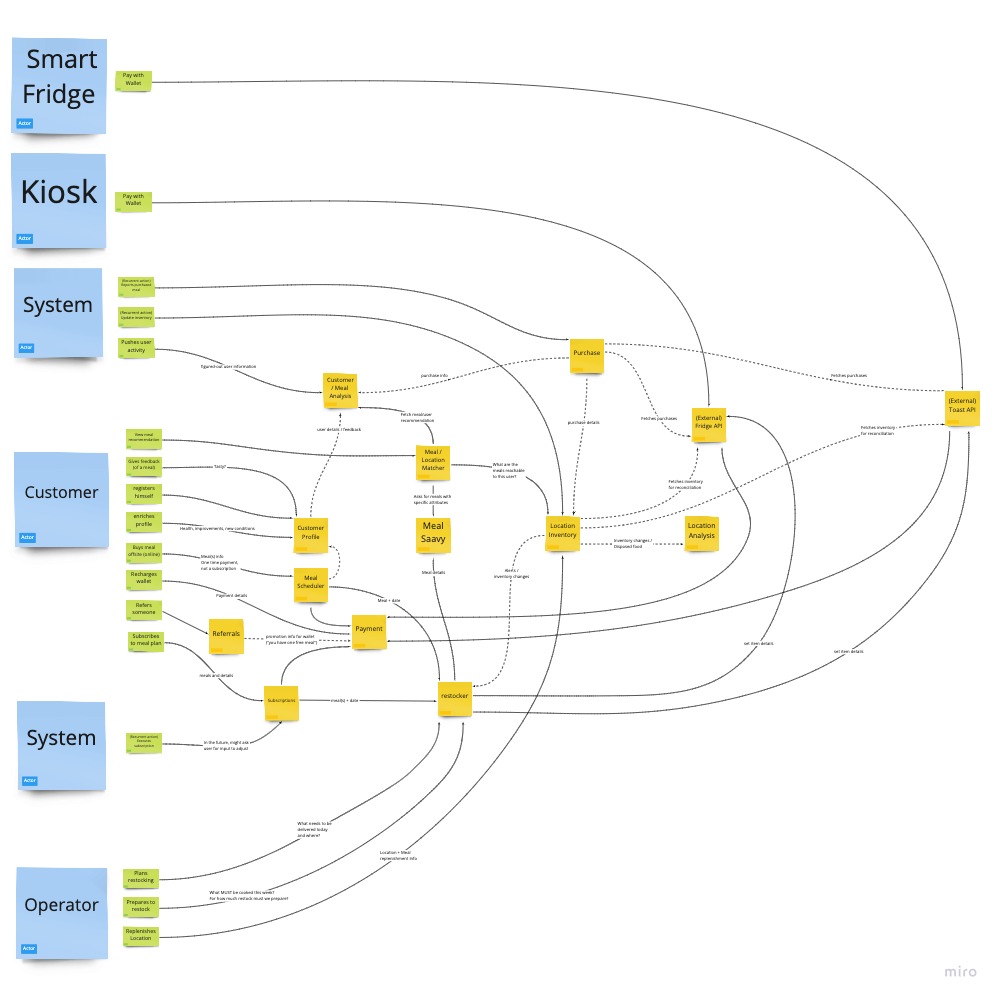 Smart
Fridge
Actor
Pay with
Wallet
Kiosk
Actor
Pay with
Wallet
System
Actor
(Recurrent action)
meal
(Recurrent action)
Update inventory
Pushes user
activity
figured-out user information
Customer
/ Meal
Analysis
purchase info
Purchase
Fetches purchases
Fetches purchases
purchase details
(External)
Fridge API
(External)
Toast API
Fetches inventory
for reconciliation
Fetches inventory
for reconciliation
Fetch meal/user
recommendation
user details / feedback
Customer
Actor
View meal
recommendation
Gives feedback
(of a meal)
Tasty!
registers
himself
enriches
profile
Health, improvements, new conditions
Buys meal
offsite (online)
Meal(s) info
One time payment,
not a subscription
Recharges
wallet
Payment details
Refers
someone
Subscribes
to meal plan
meals and details
Meal /
Location
Matcher
What are the
meals reachable
to this user?
Asks for meals with
specific attributes
Customer
Profile
Meal
Saavy
Location
Inventory
inventory changes /
Disposed food
Location
Analysis
Meal
Scheduler
Meal details
inventory changes
Meal + date
Referrals
promotion info for wallet
("you have one free meal")
Payment
set item details
set item details
Subscriptions
meal(s) + date
restocker
System
Actor
(Recurrent action)
subscription
In the future, might ask
user for input to adjust
What needs to be
delivered today
and where?
Location + Meal
replenishment info
Operator
Actor
Plans
restocking
Prepares to
restock
What MUST be cooked this week?
For how much restock must we prepare?
Replenishes
Location
miro